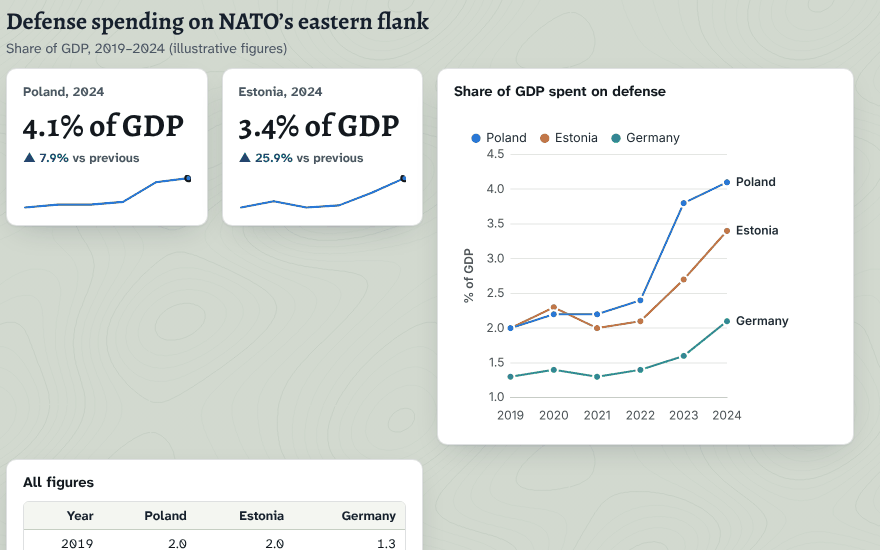 Defense spending on NATO’s eastern flank
Share of GDP, 2019–2024 (illustrative figures)
Poland, 2024
4.1% of GDP
▲ 7.9% vs previous
Estonia, 2024
3.4% of GDP
▲ 25.9% vs previous
Share of GDP spent on defense
Poland Estonia Germany
4.5
4.0
3.5
3.0
2.5
2.0
1.5
1.0
% of GDP
Poland
Estonia
Germany
2019 2020 2021 2022 2023 2024
All figures
Year Poland Estonia Germany
2019 2.0 2.0 1.3